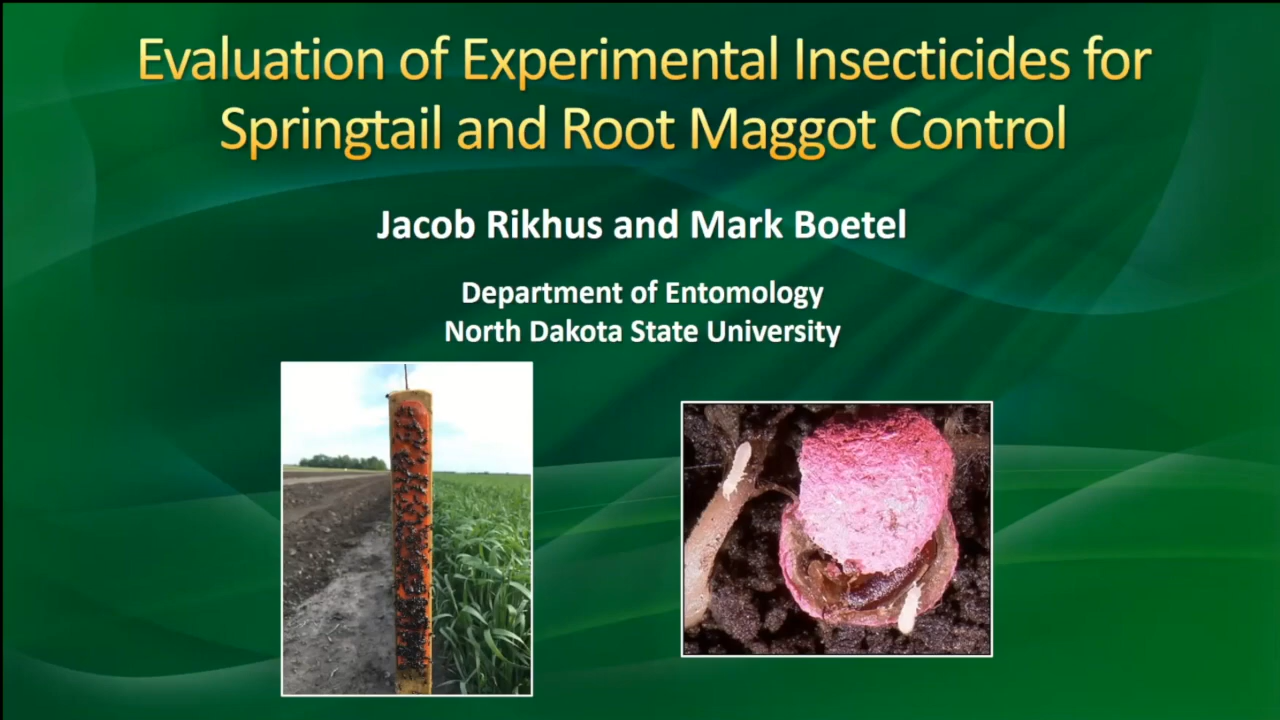 Evaluation of Experimental Insecticides for
Springtail and Root Maggot Control
Jacob Rikhus and Mark Boetel
Department of Entomology
North Dakota State University